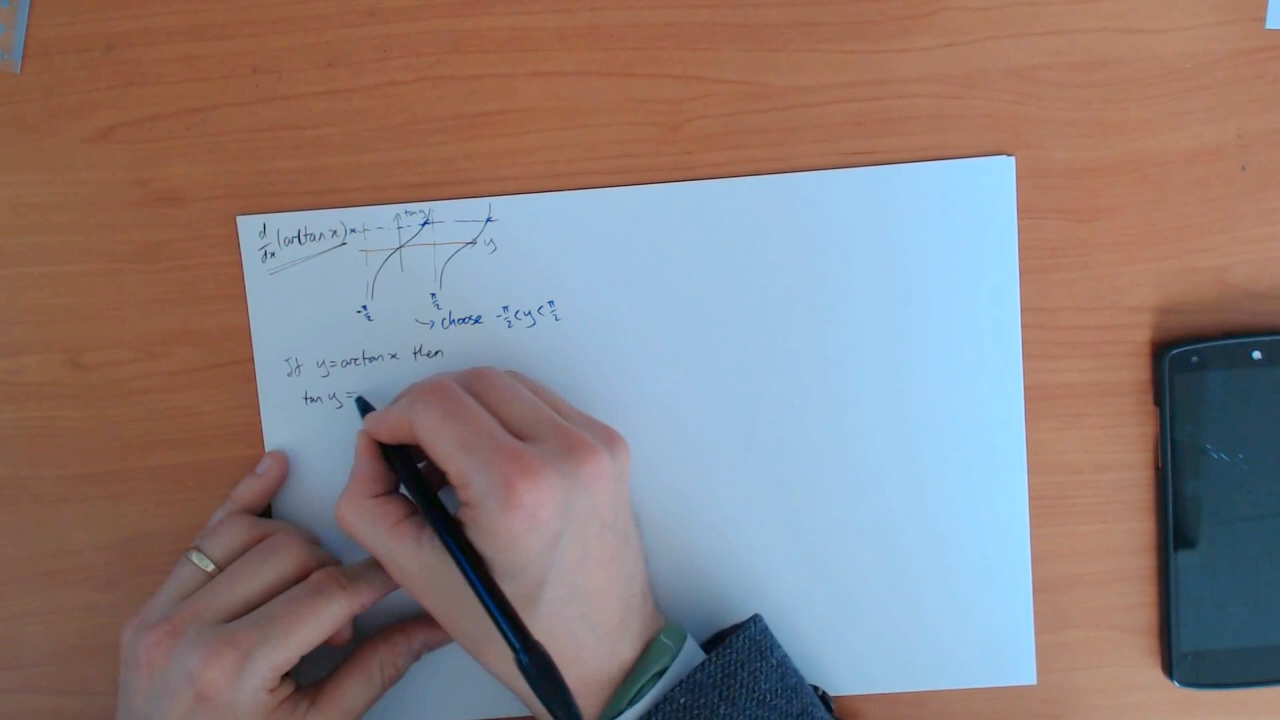 d/dx (arctan x)
x
tan y
y
-π/2
π/2
→ choose -π/2 < y < π/2
If y = arctan x then
tan y =